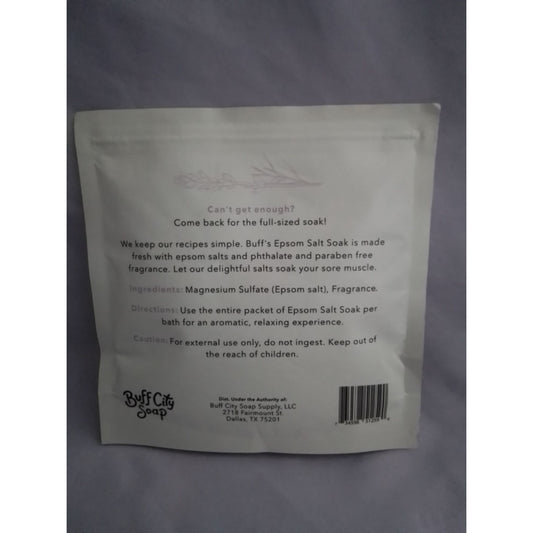 Can't get enough?
Come back for the full-sized soak!
We keep our recipes simple. Buff's Epsom Salt Soak is made
fresh with epsom salts and phthalate and paraben free
fragrance. Let our delightful salts soak your sore muscle.
Ingredients: Magnesium Sulfate (Epsom salt), Fragrance.
Directions: Use the entire packet of Epsom Salt Soak per
bath for an aromatic, relaxing experience.
Caution: For external use only, do not ingest. Keep out of
the reach of children.
Buff City
Soap
Dist. Under the Authority of:
Buff City Soap Supply, LLC
2718 Fairmount St.
Dallas, TX 75201